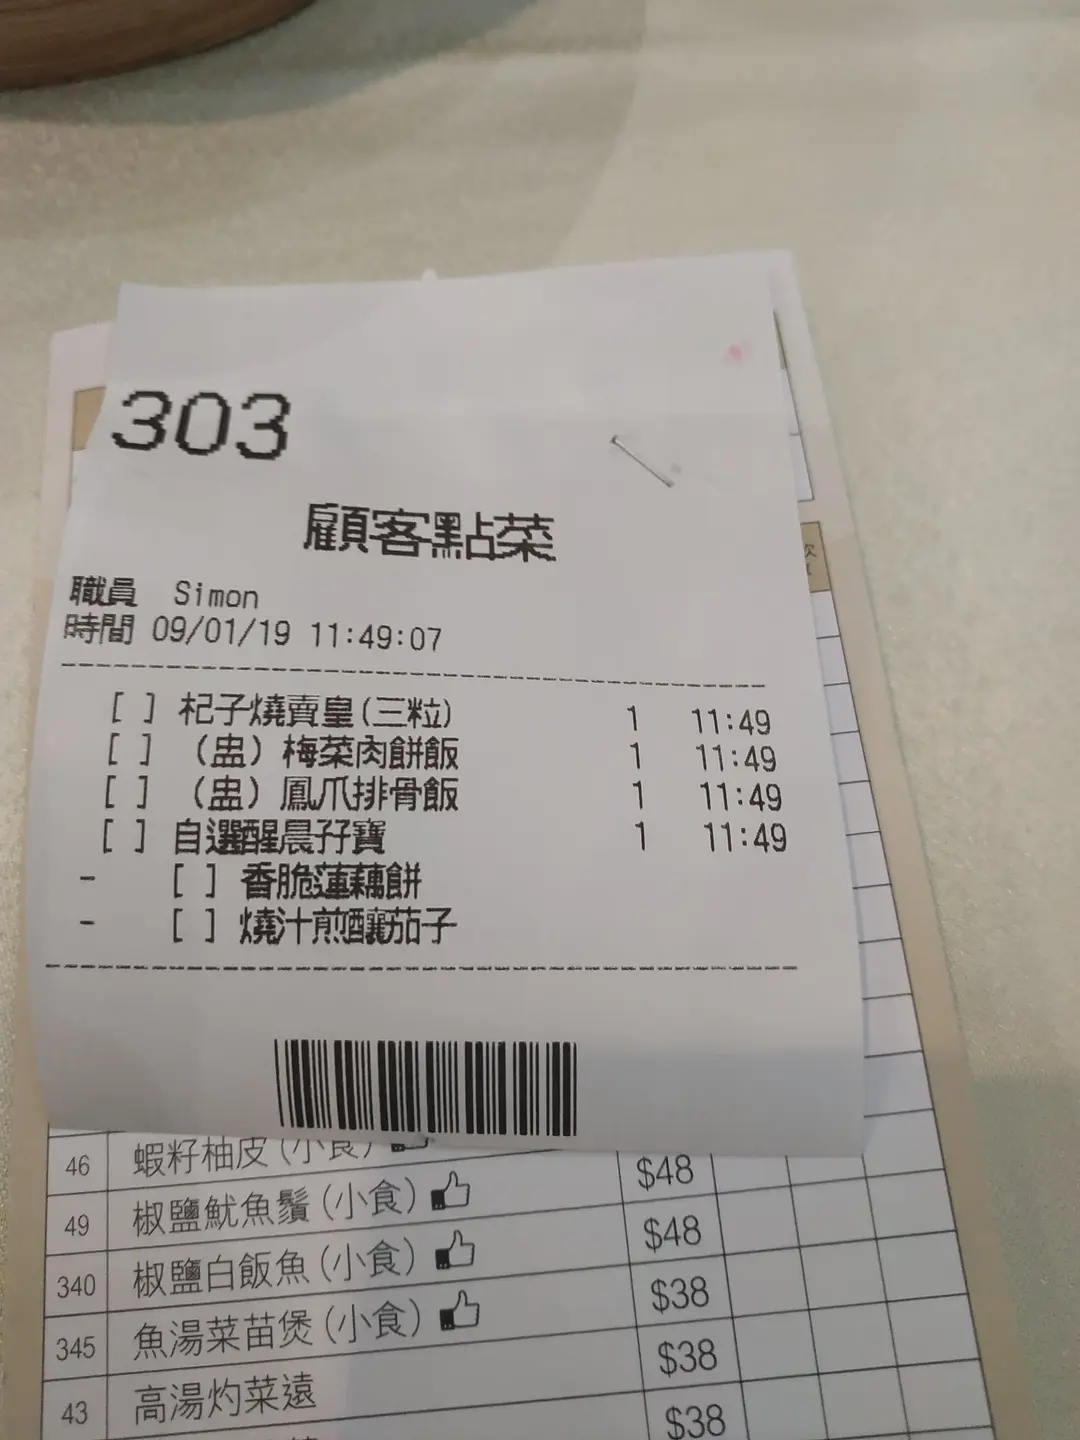 303
顧客點菜
職員 Simon
時間 09/01/19 11:49:07
[ ] 杞子燒賣皇(三粒) 1 11:49
[ ] (盅) 梅菜肉餅飯 1 11:49
[ ] (盅) 鳳爪排骨飯 1 11:49
[ ] 自選醒晨孖寶 1 11:49
- [ ] 香脆蓮藕餅
- [ ] 燒汁煎釀茄子
46 蝦籽柚皮(小食) $48
49 椒鹽魷魚鬚(小食) $48
340 椒鹽白飯魚(小食) $38
345 魚湯菜苗煲(小食) $38
43 高湯灼菜遠 $38